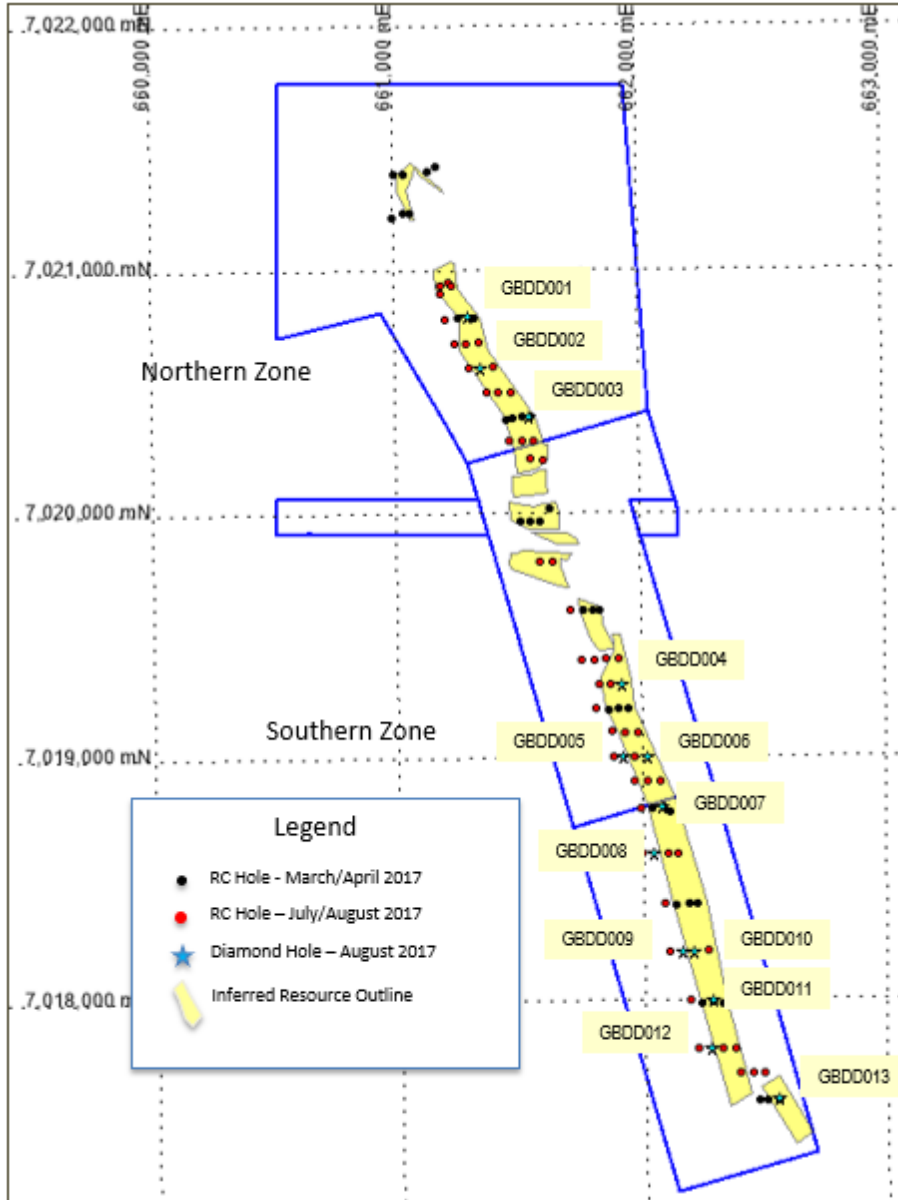 7,022,000 mN
660,000 mE
661,000 mE
662,000 mE
663,000 mE
7,021,000 mN
GBDD001
GBDD002
Northern Zone
GBDD003
7,020,000 mN
GBDD004
Southern Zone
GBDD005
GBDD006
7,019,000 mN
GBDD007
Legend
GBDD008
RC Hole - March/April 2017
RC Hole – July/August 2017
GBDD009
GBDD010
Diamond Hole – August 2017
Inferred Resource Outline
GBDD011
7,018,000 m
GBDD012
GBDD013